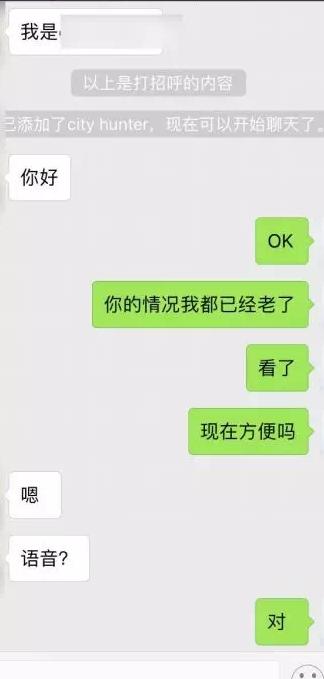 我是
以上是打招呼的内容
已添加了city hunter，现在可以开始聊天了。
你好
OK
你的情况我都已经老了
看了
现在方便吗
嗯
语音？
对